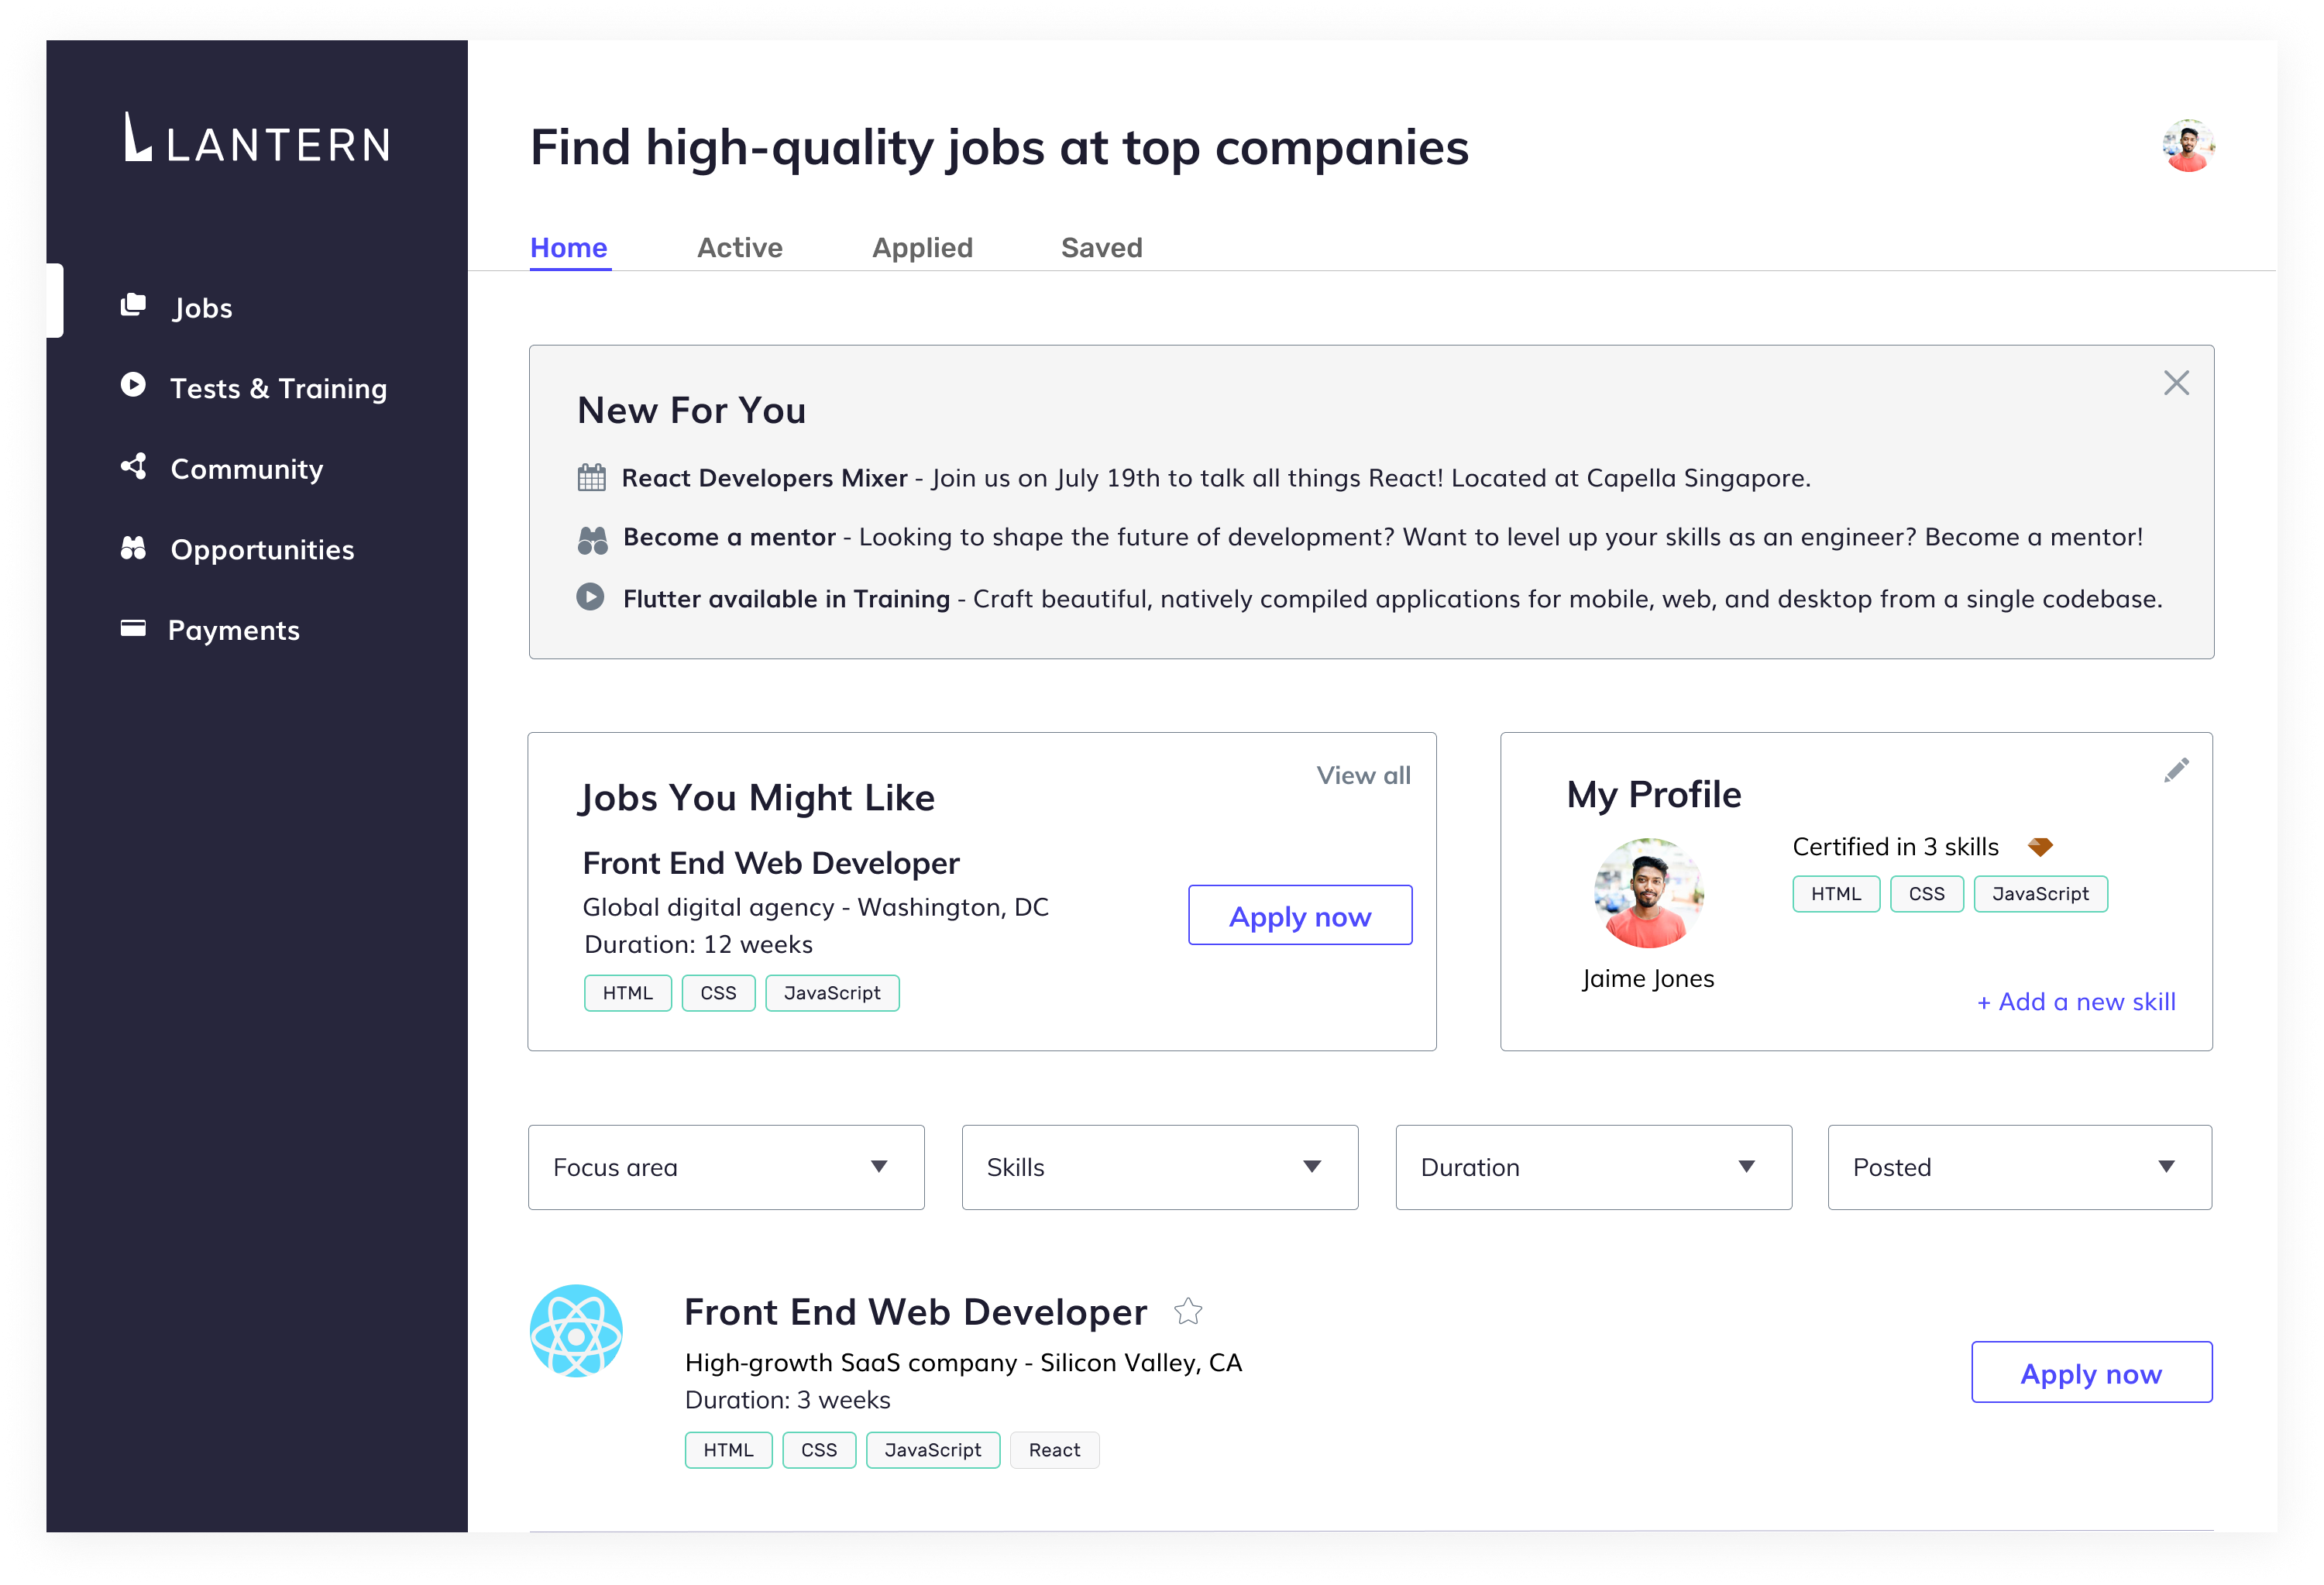 LANTERN
Jobs
Tests & Training
Community
Opportunities
Payments
Find high-quality jobs at top companies
Home Active Applied Saved
New For You
React Developers Mixer - Join us on July 19th to talk all things React! Located at Capella Singapore.
Become a mentor - Looking to shape the future of development? Want to level up your skills as an engineer? Become a mentor!
Flutter available in Training - Craft beautiful, natively compiled applications for mobile, web, and desktop from a single codebase.
Jobs You Might Like
View all
Front End Web Developer
Global digital agency - Washington, DC
Duration: 12 weeks
HTML CSS JavaScript
Apply now
My Profile
Certified in 3 skills
HTML CSS JavaScript
Jaime Jones
+ Add a new skill
Focus area Skills Duration Posted
Front End Web Developer
High-growth SaaS company - Silicon Valley, CA
Duration: 3 weeks
HTML CSS JavaScript React
Apply now